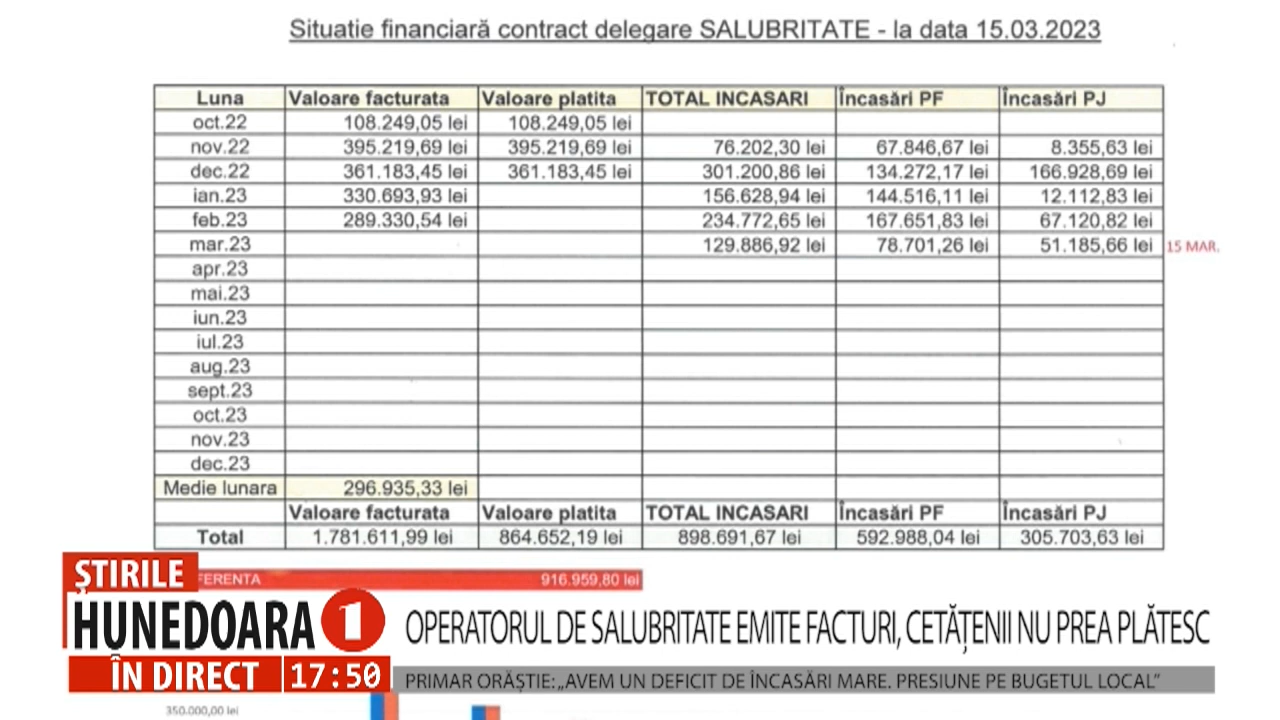 Situatie financiară contract delegare SALUBRITATE - la data 15.03.2023
Luna Valoare facturata Valoare platita TOTAL INCASARI Încasări PF Încasări PJ
oct.22 108.249,05 lei 108.249,05 lei
nov.22 395.219,69 lei 395.219,69 lei 76.202,30 lei 67.846,67 lei 8.355,63 lei
dec.22 361.183,45 lei 361.183,45 lei 301.200,86 lei 134.272,17 lei 166.928,69 lei
ian.23 330.693,93 lei 156.628,94 lei 144.516,11 lei 12.112,83 lei
feb.23 289.330,54 lei 234.772,65 lei 167.651,83 lei 67.120,82 lei
mar.23 129.886,92 lei 78.701,26 lei 51.185,66 lei 15 MAR.
apr.23
mai.23
iun.23
iul.23
aug.23
sept.23
oct.23
nov.23
dec.23
Medie lunara 296.935,33 lei
Valoare facturata Valoare platita TOTAL INCASARI Încasări PF Încasări PJ
Total 1.781.611,99 lei 864.652,19 lei 898.691,67 lei 592.988,04 lei 305.703,63 lei
FERENTA 916.959,80 lei
ȘTIRILE
HUNEDOARA 1
ÎN DIRECT 17:50
OPERATORUL DE SALUBRITATE EMITE FACTURI, CETĂȚENII NU PREA PLĂTESC
PRIMAR ORĂȘTIE: „AVEM UN DEFICIT DE ÎNCASĂRI MARE. PRESIUNE PE BUGETUL LOCAL”
350.000,00 lei